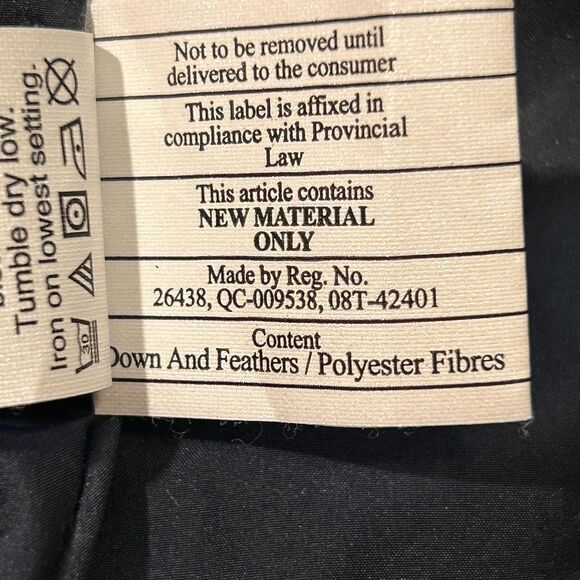 Not to be removed until
delivered to the consumer
This label is affixed in
compliance with Provincial
Law
This article contains
NEW MATERIAL
ONLY
Made by Reg. No.
26438, QC-009538, 08T-42401
Content
Down And Feathers / Polyester Fibres
Tumble dry low.
Iron on lowest setting.
30